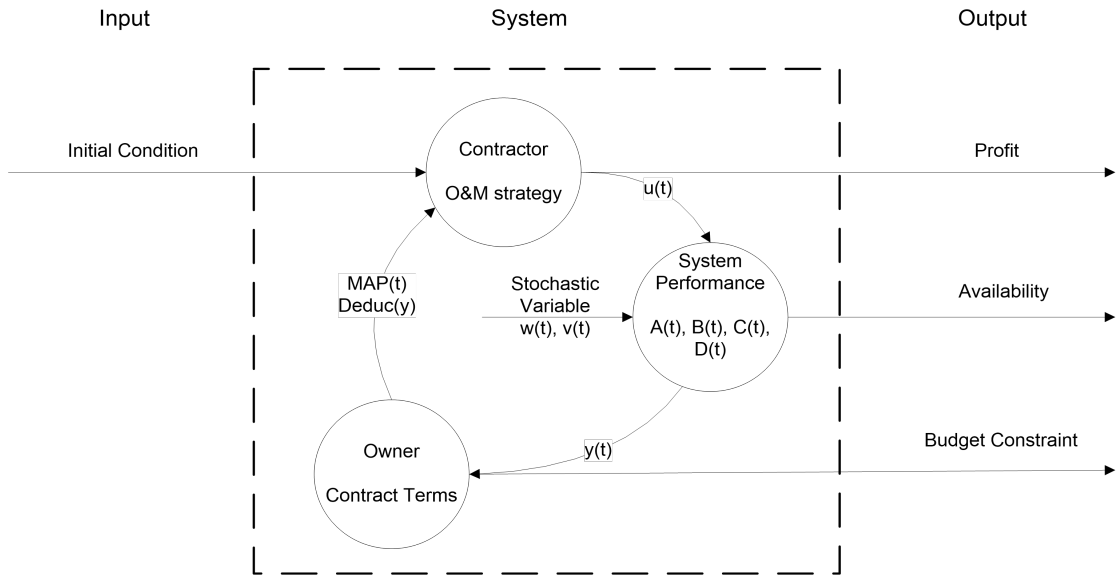 Input
System
Output
Initial Condition
Contractor
O&M strategy
Profit
u(t)
MAP(t)
Deduc(y)
Stochastic
Variable
w(t), v(t)
System
Performance
A(t), B(t), C(t),
D(t)
Availability
Owner
Contract Terms
y(t)
Budget Constraint